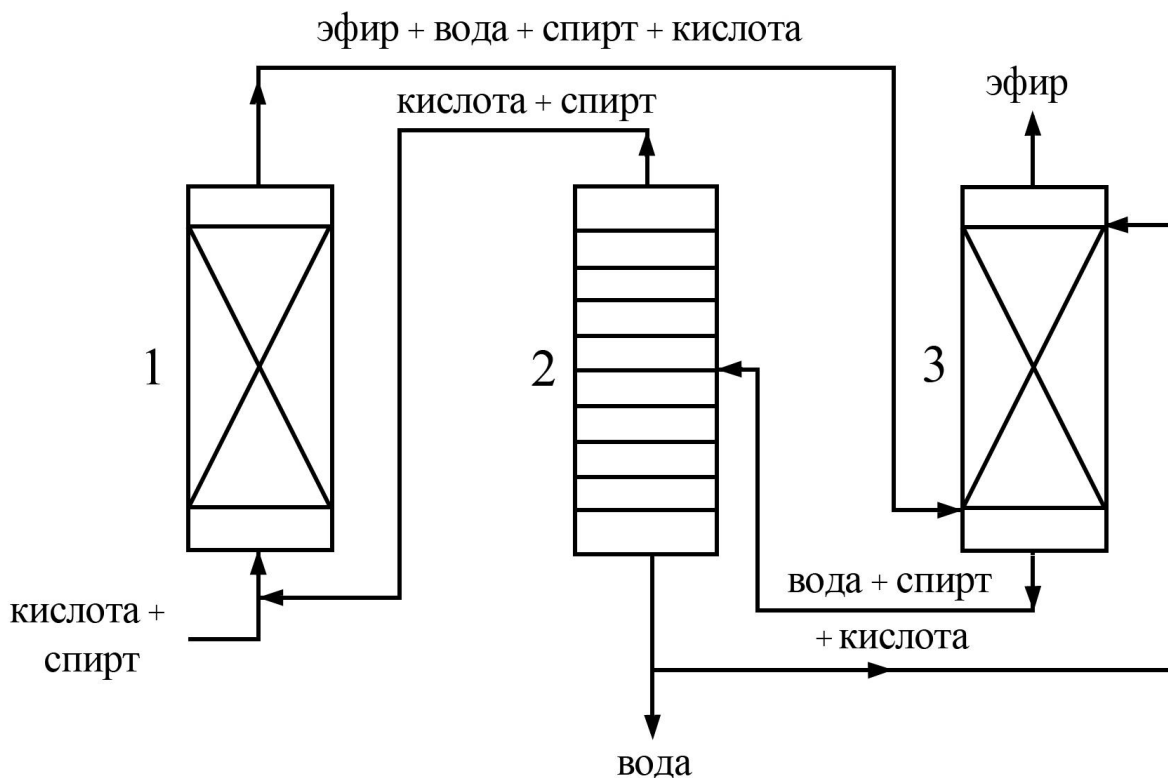 эфир + вода + спирт + кислота
кислота + спирт
эфир
1
2
3
кислота +
спирт
вода + спирт
+ кислота
вода